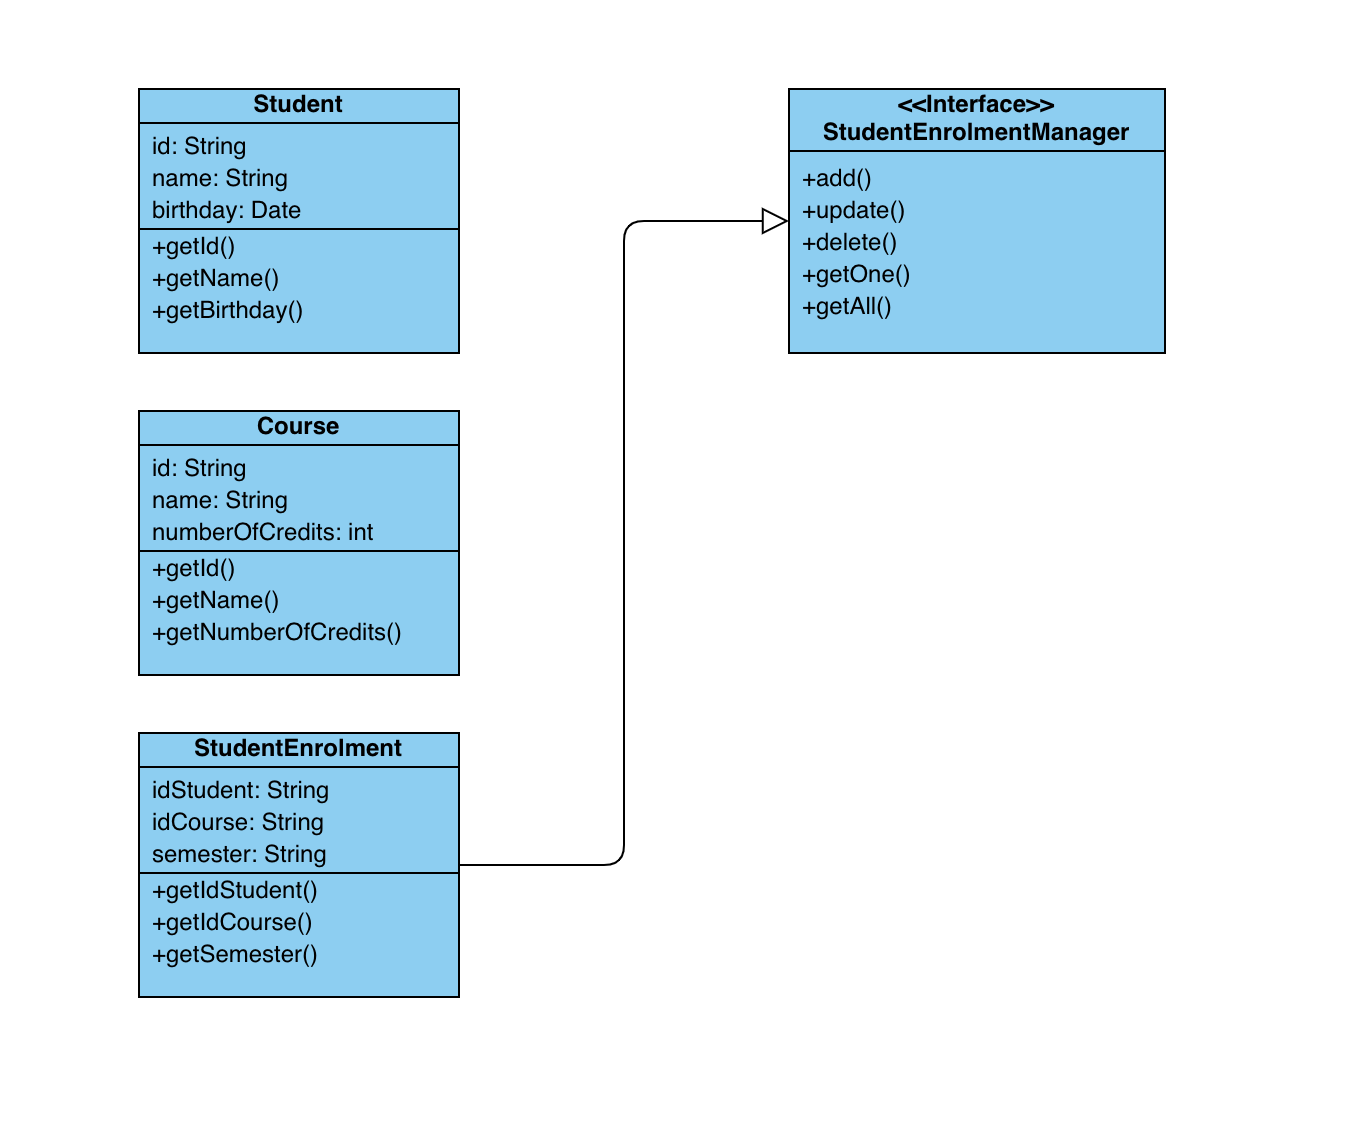 Student
id: String
name: String
birthday: Date
+getId()
+getName()
+getBirthday()
<<Interface>>
StudentEnrolmentManager
+add()
+update()
+delete()
+getOne()
+getAll()
Course
id: String
name: String
numberOfCredits: int
+getId()
+getName()
+getNumberOfCredits()
StudentEnrolment
idStudent: String
idCourse: String
semester: String
+getIdStudent()
+getIdCourse()
+getSemester()